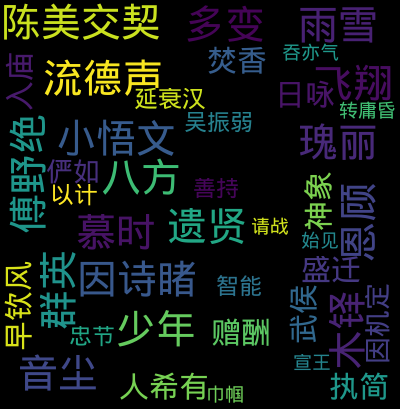 陈美交契
多变
雨雪
焚香
吞亦气
入庙
流德声
延衰汉
日咏
飞翔
转庸昏
吴振弱
傅野绝
小悟文
瑰丽
俨如
八方
以计
善持
神象
恩顾
慕时
遗贤
请战
始见
群英
因诗睹
智能
盛迁
早钦风
忠节
少年
赠酬
武侯
木铎
因机定
宣王
音尘
人希有
巾帼
执简